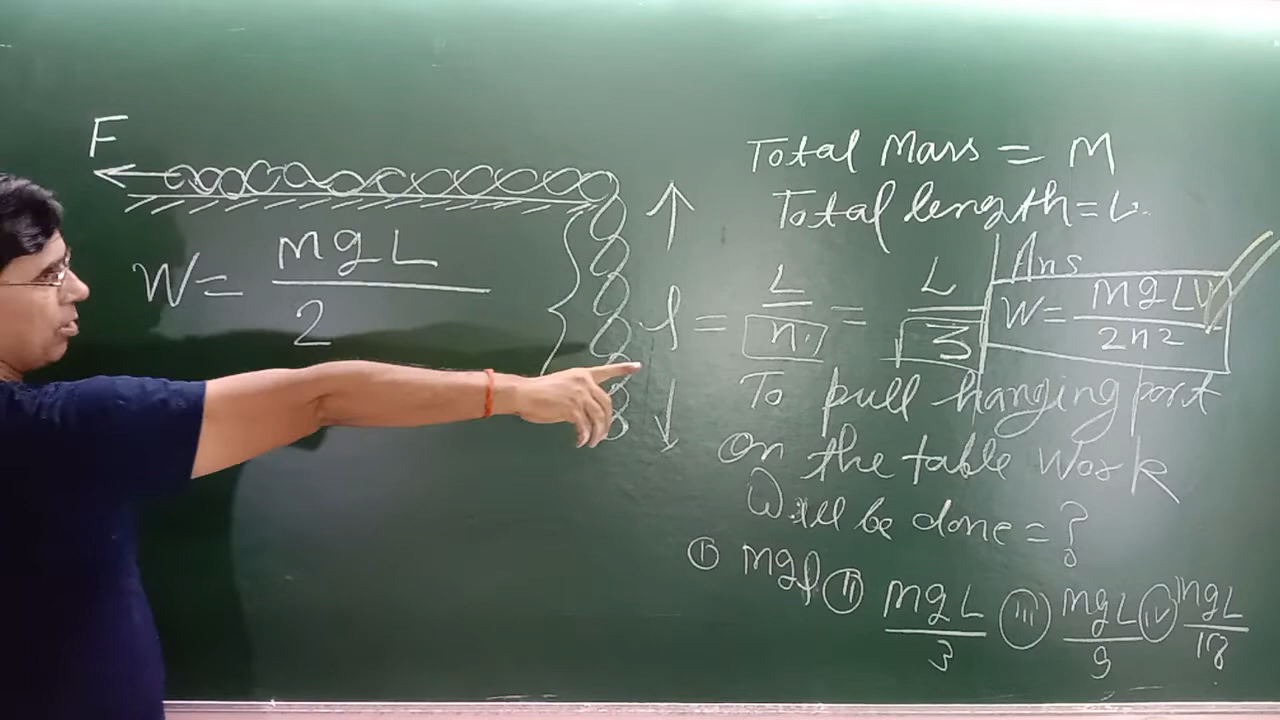 F
W = mgL / 2
Total Mass = M
Total length = L.
l = L / n = L / 3
Ans
W = MgL / 2n2
To pull hanging part
on the table work
Will be done = ?
(I) mgl (II) mgL / 3 (III) mgL / 9 (IV) mgL / 18